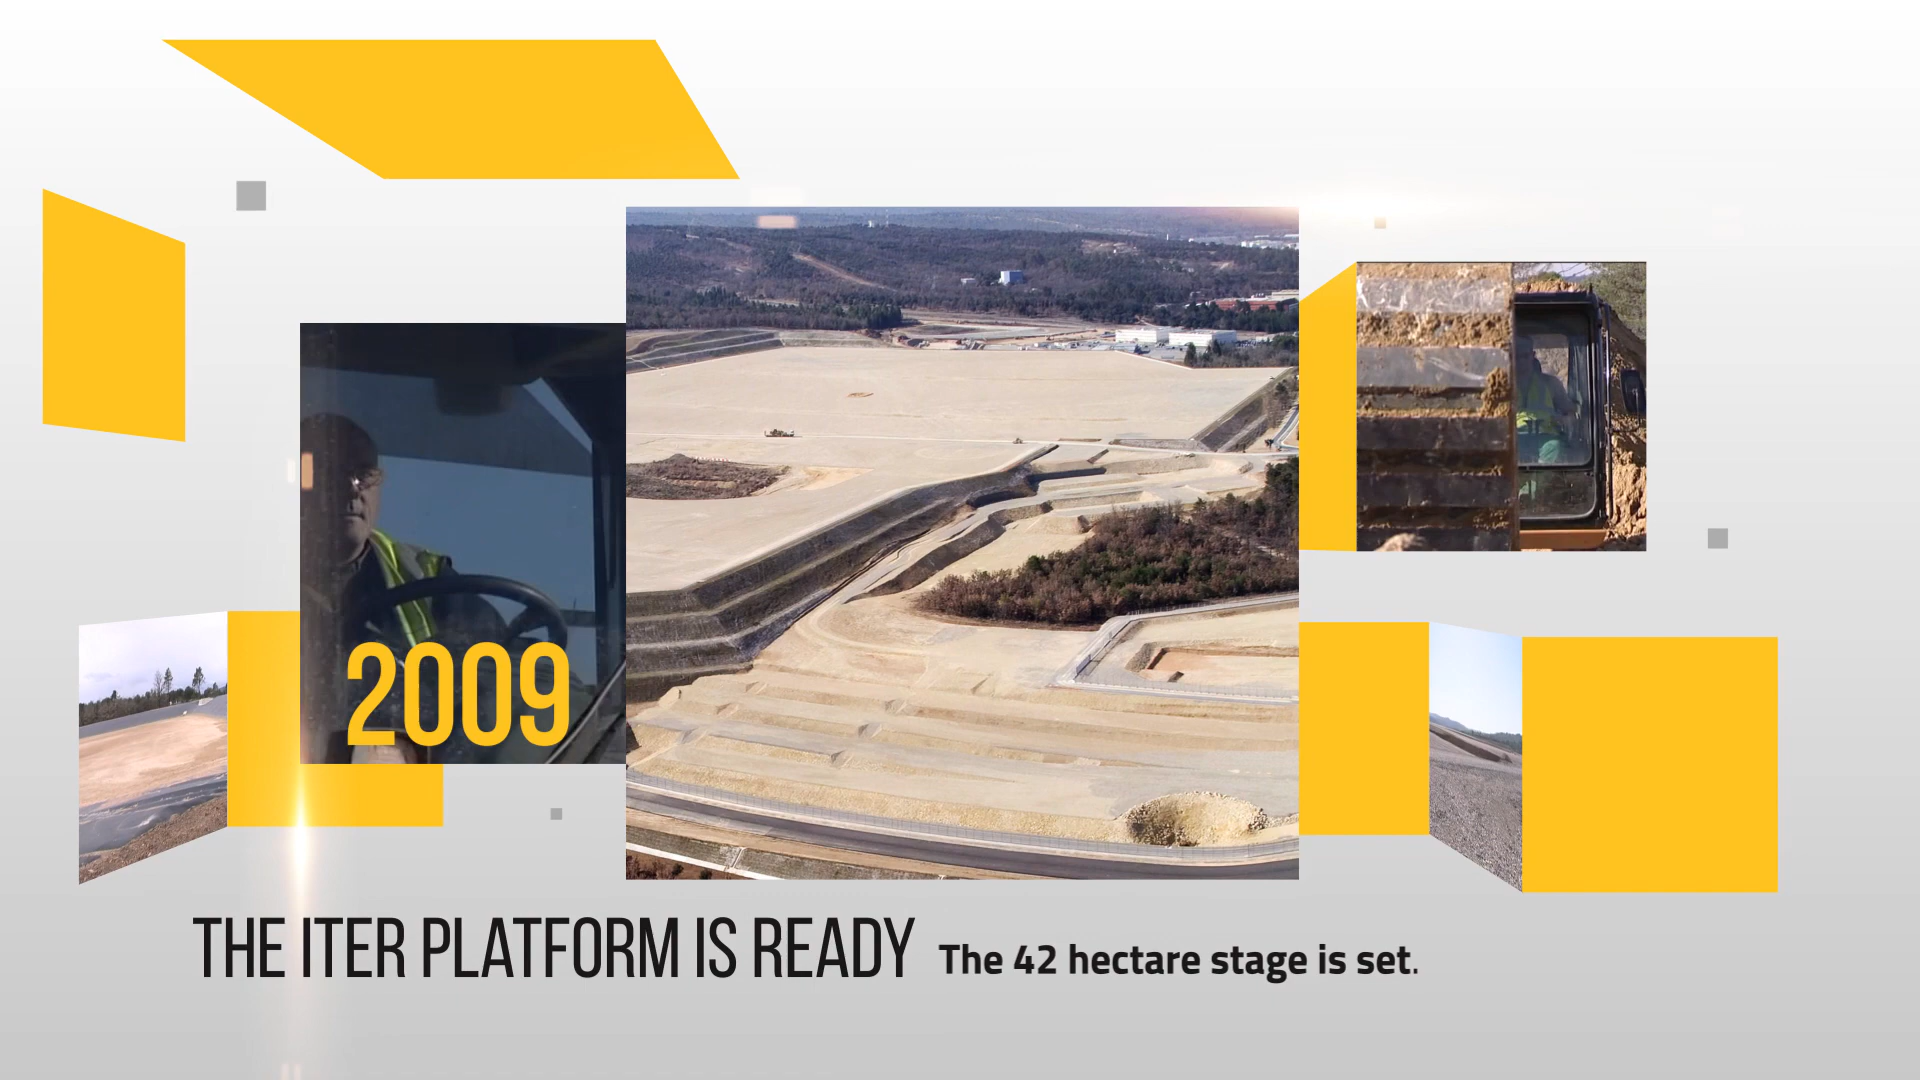 2009
THE ITER PLATFORM IS READY The 42 hectare stage is set.